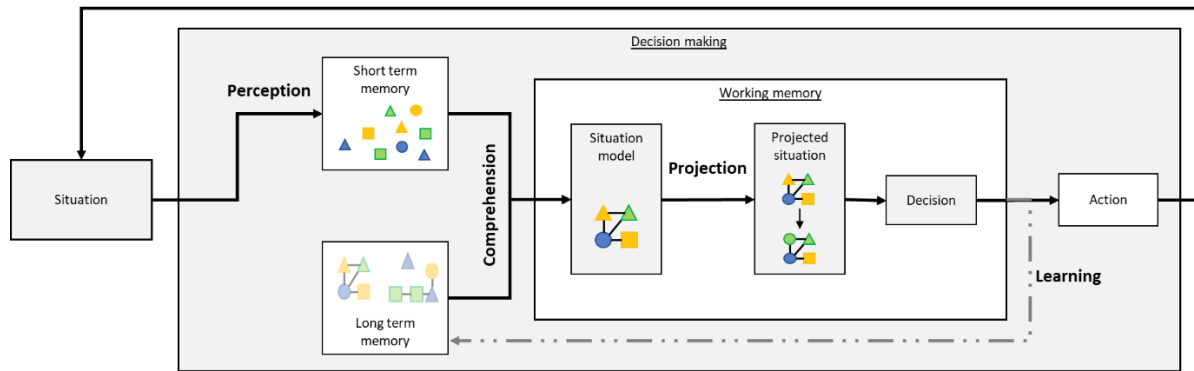 Decision making
Short term
memory
Perception
Working memory
Situation
model
Projected
situation
Projection
Comprehension
Situation
Decision
Action
Learning
Long term
memory